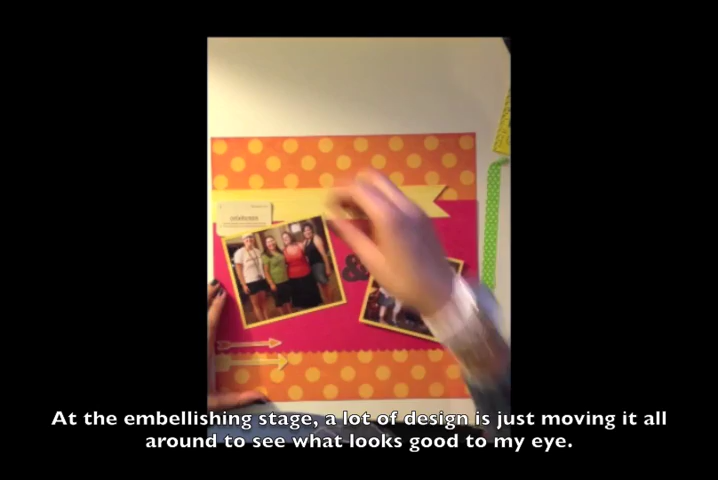 At the embellishing stage, a lot of design is just moving it all
around to see what looks good to my eye.